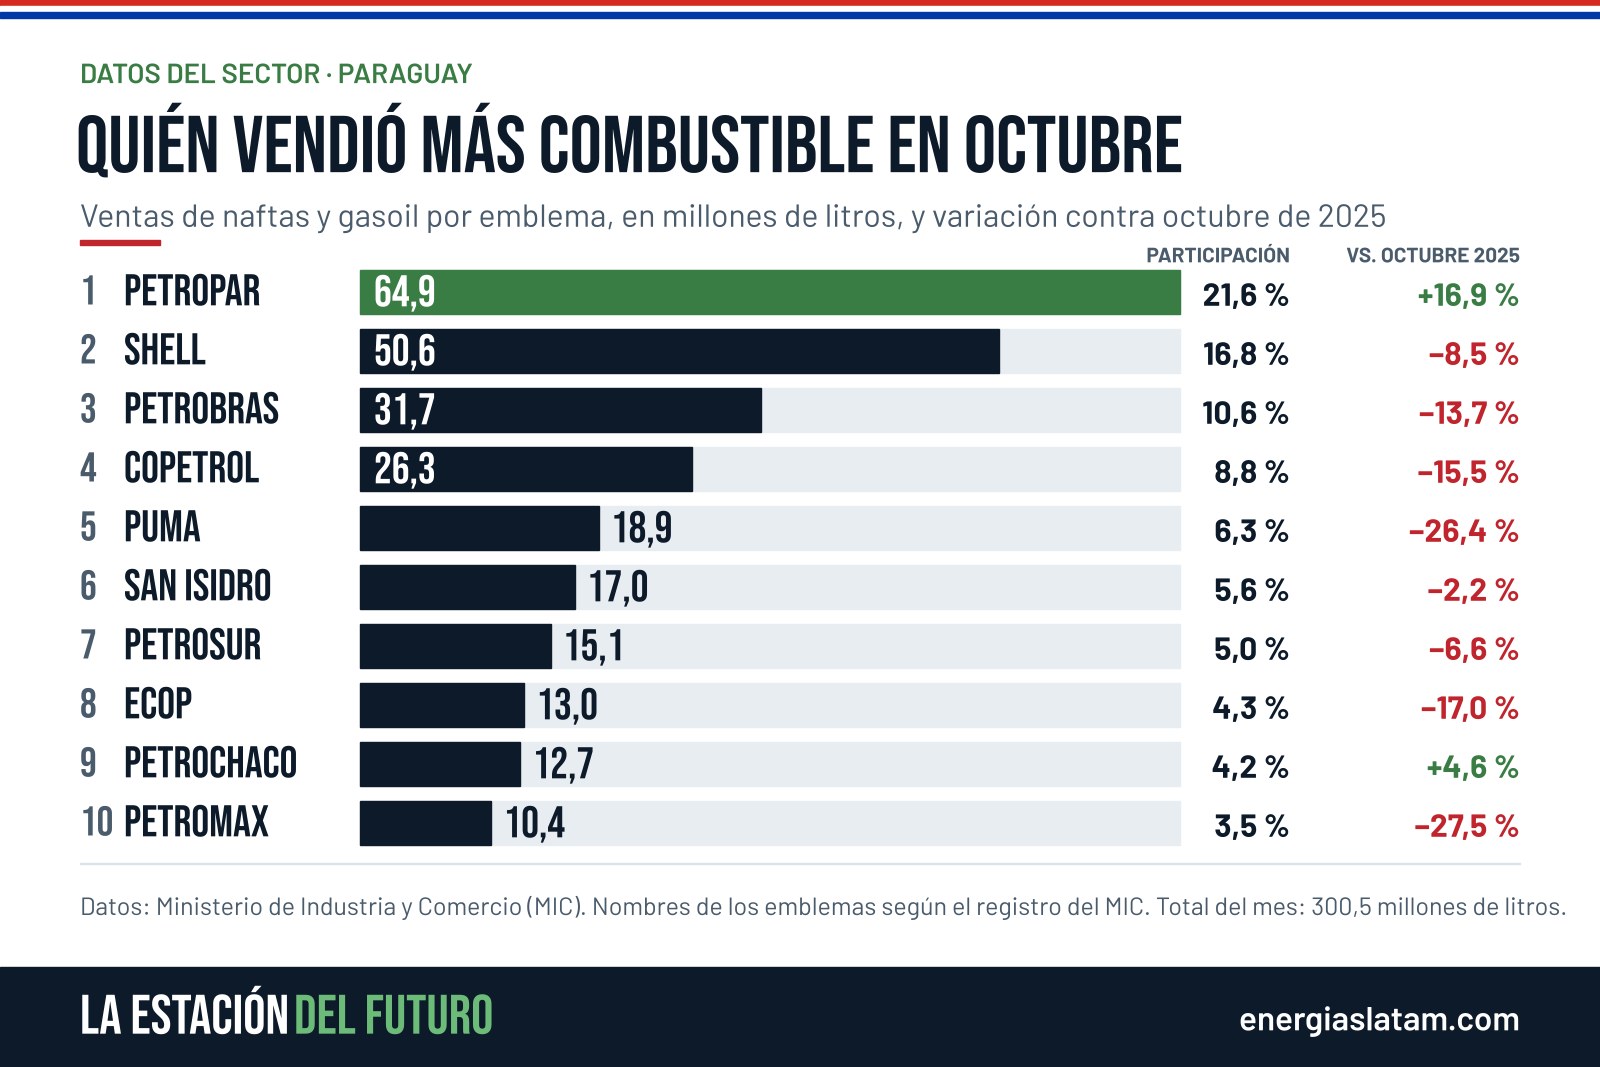 DATOS DEL SECTOR · PARAGUAY
QUIÉN VENDIÓ MÁS COMBUSTIBLE EN OCTUBRE
Ventas de naftas y gasoil por emblema, en millones de litros, y variación contra octubre de 2025
PARTICIPACIÓN VS. OCTUBRE 2025
1 PETROPAR 64,9 21,6 % +16,9 %
2 SHELL 50,6 16,8 % –8,5 %
3 PETROBRAS 31,7 10,6 % –13,7 %
4 COPETROL 26,3 8,8 % –15,5 %
5 PUMA 18,9 6,3 % –26,4 %
6 SAN ISIDRO 17,0 5,6 % –2,2 %
7 PETROSUR 15,1 5,0 % –6,6 %
8 ECOP 13,0 4,3 % –17,0 %
9 PETROCHACO 12,7 4,2 % +4,6 %
10 PETROMAX 10,4 3,5 % –27,5 %
Datos: Ministerio de Industria y Comercio (MIC). Nombres de los emblemas según el registro del MIC. Total del mes: 300,5 millones de litros.
LA ESTACIÓN DEL FUTURO energiaslatam.com